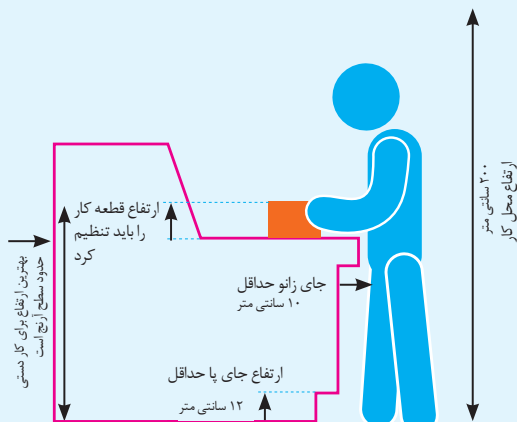 ارتفاع قطعه کار
را باید تنظیم
کرد
بهترین ارتفاع برای کار دستی
حدود سطح آرنج است
جای زانو حداقل
۱۰ سانتی متر
ارتفاع جای پا حداقل
۱۲ سانتی متر
۲۰۰ سانتی متر
ارتفاع محل کار